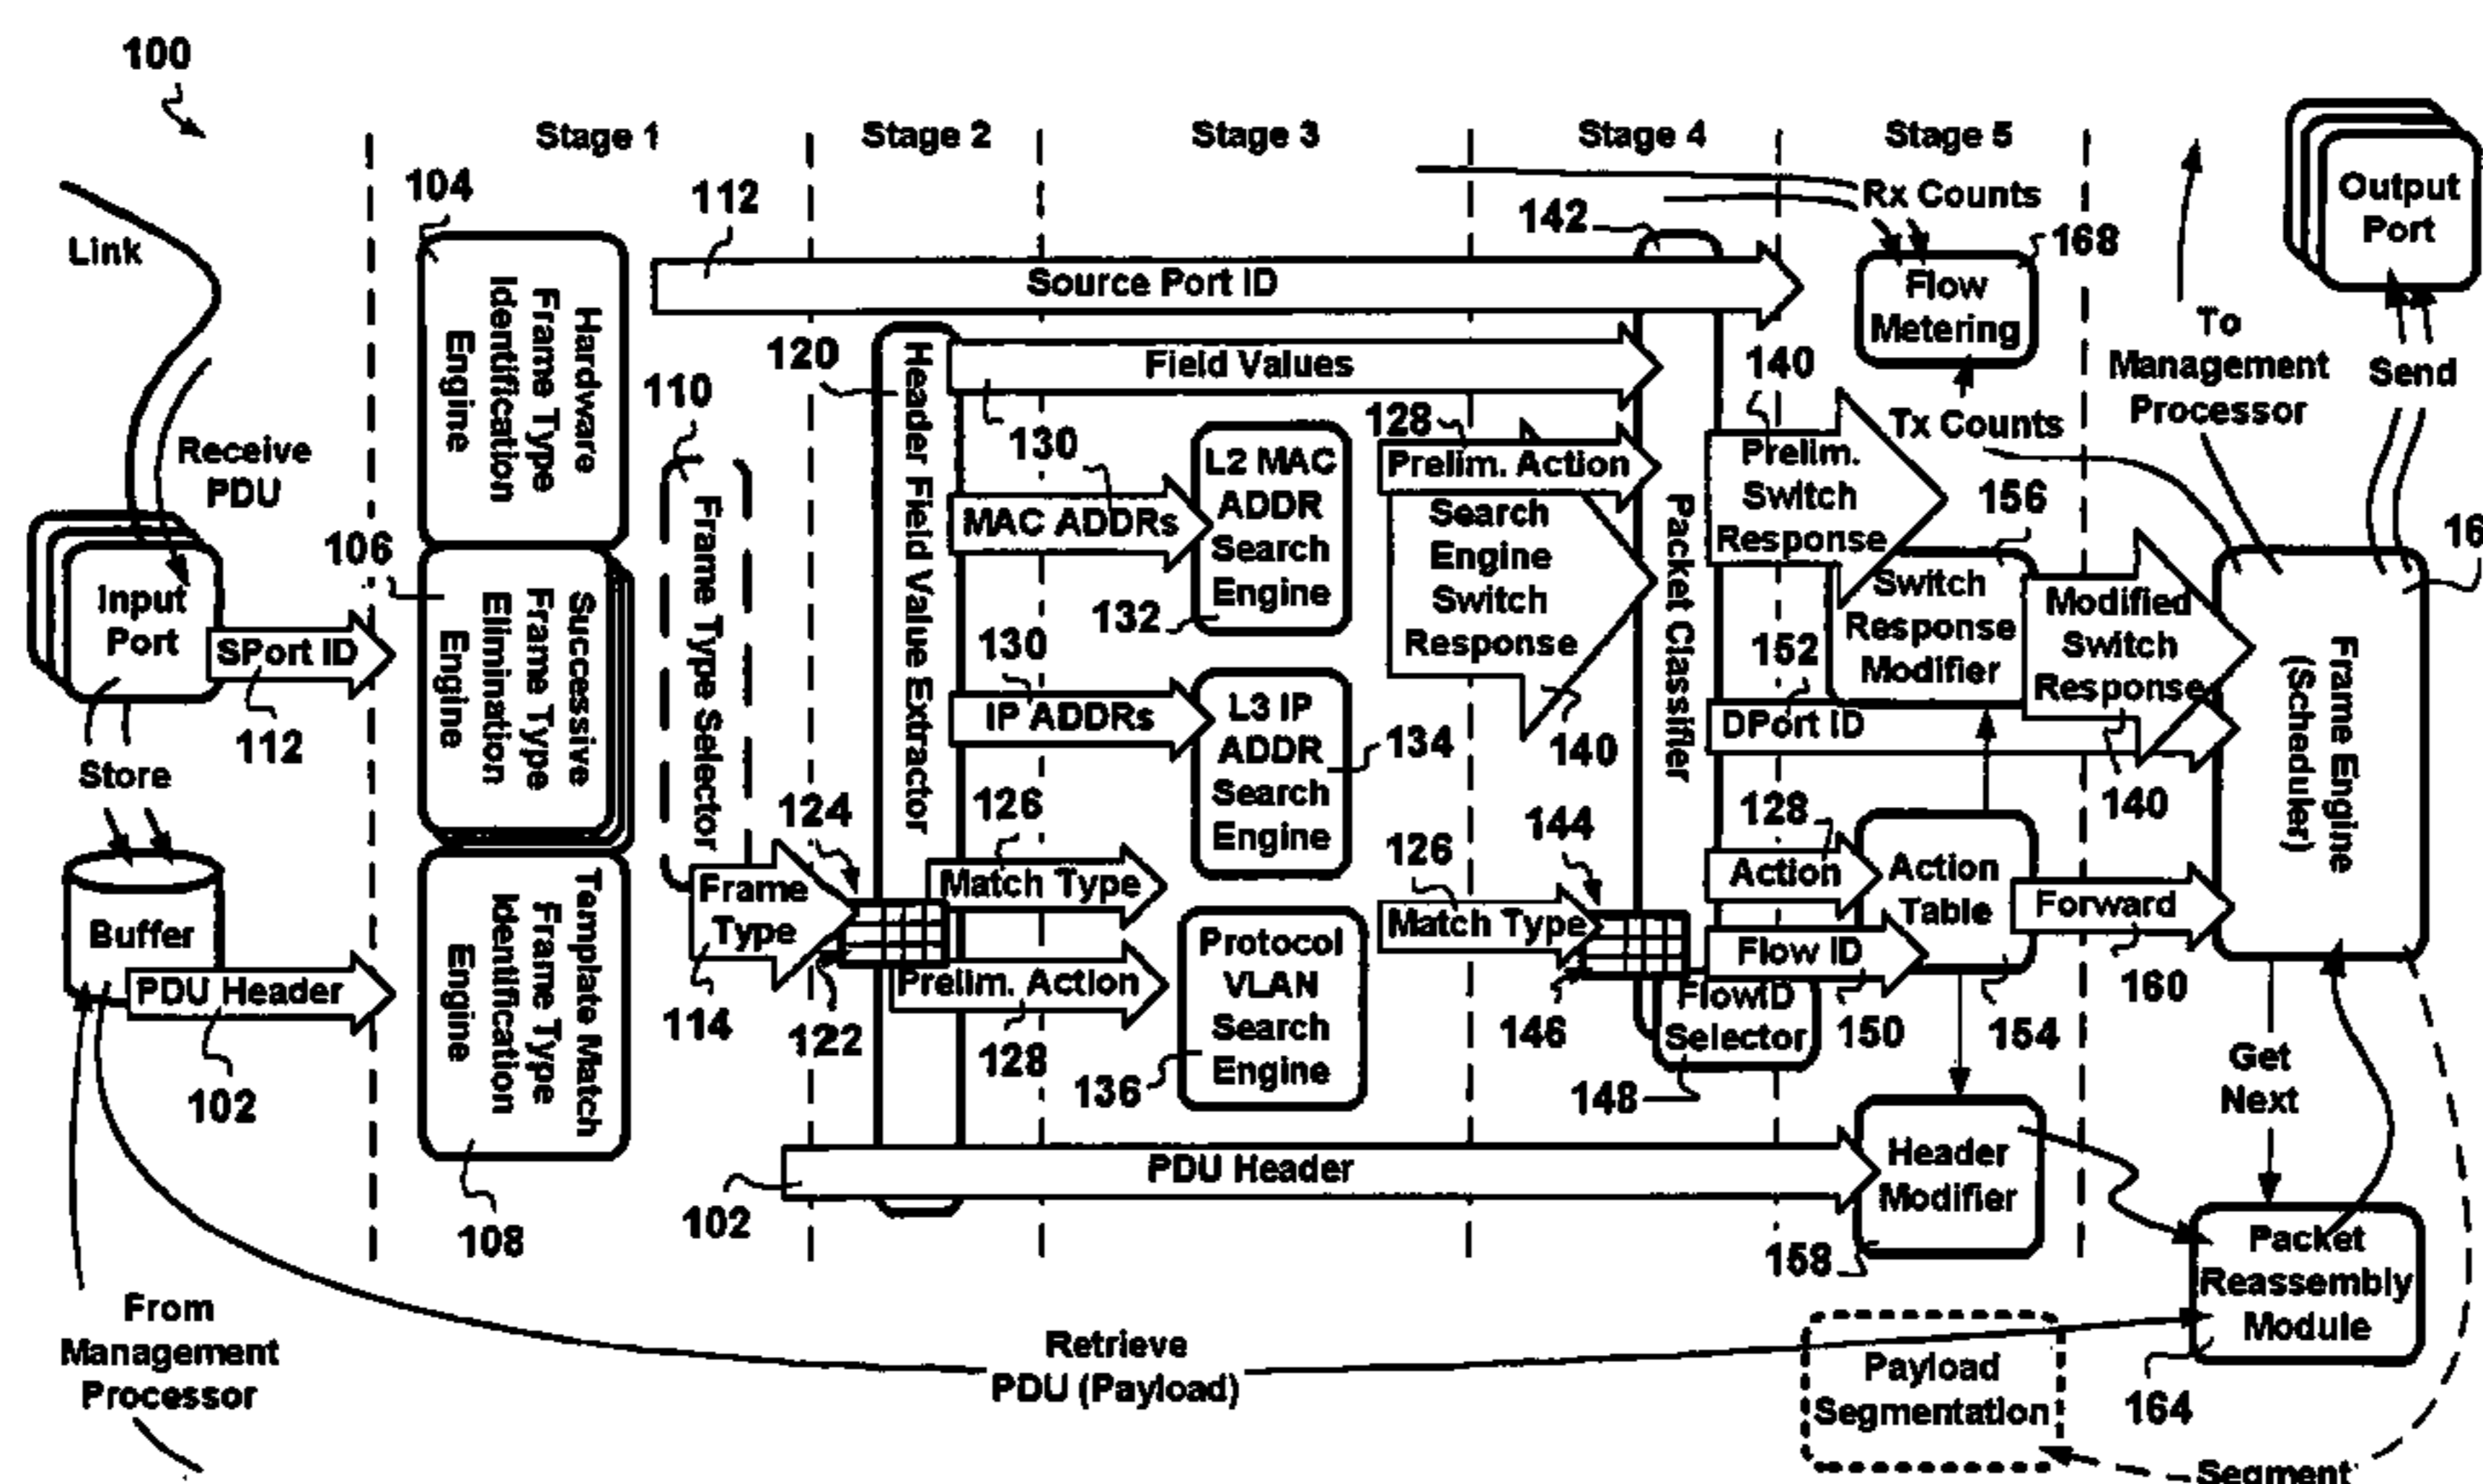 100
Stage 1
Stage 2
Stage 3
Stage 4
Stage 5
Link
Receive
PDU
Input
Port
SPort ID
112
Store
Buffer
PDU Header
102
From
Management
Processor
104
Hardware
Frame Type
Identification
Engine
106
Successive
Frame Type
Elimination
Engine
Template Match
Frame Type
Identification
Engine
108
110
Frame Type Selector
Frame
Type
114
112
Source Port ID
120
Header Field Value Extractor
124
122
Field Values
130
MAC ADDRs
130
IP ADDRs
126
Match Type
Prelim. Action
128
L2 MAC
ADDR
Search
Engine
132
L3 IP
ADDR
Search
Engine
134
Protocol
VLAN
Search
Engine
136
PDU Header
102
128
Prelim. Action
Search
Engine
Switch
Response
140
126
Match Type
142
Packet Classifier
144
146
FlowID
Selector
148
140
Prelim.
Switch
Response
152
DPort ID
128
Action
Flow ID
150
Rx Counts
168
Flow
Metering
Tx Counts
156
Switch
Response
Modifier
Action
Table
154
Header
Modifier
158
Modified
Switch
Response
140
Forward
160
To
Management
Processor
Output
Port
Send
16
Frame Engine
(Scheduler)
Get
Next
Packet
Reassembly
Module
164
Retrieve
PDU (Payload)
Payload
Segmentation
Segment